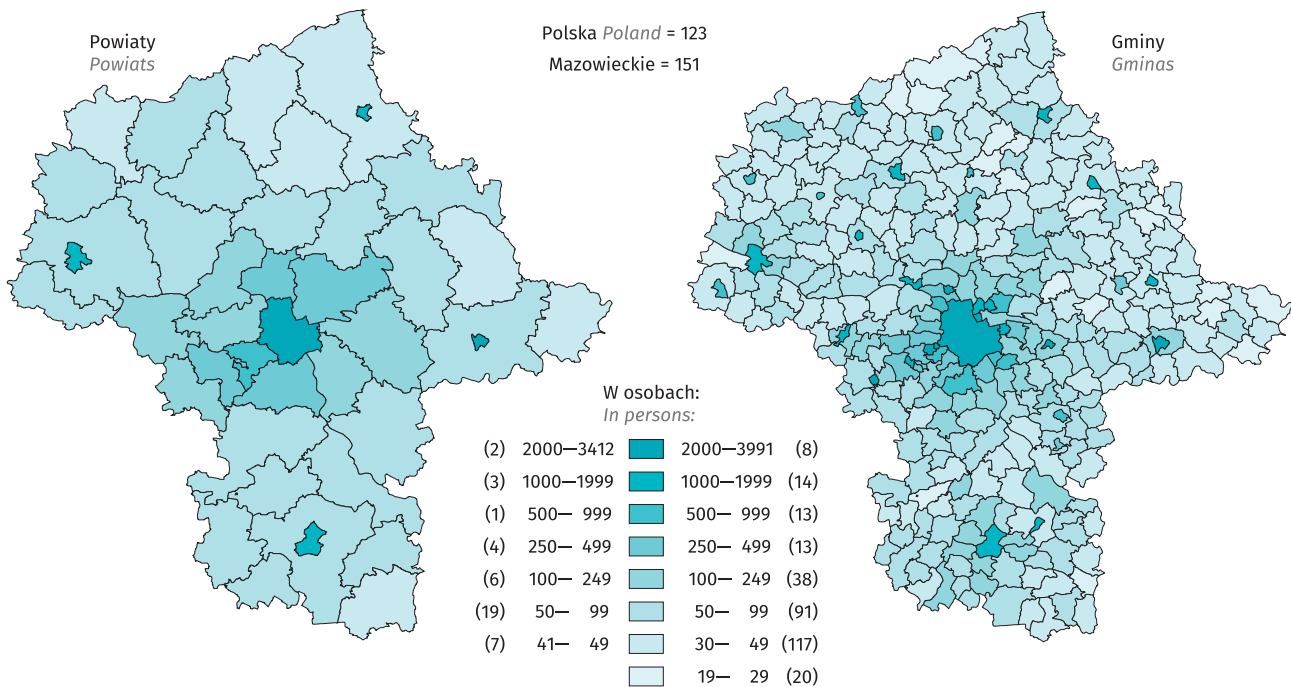 Powiaty
Powiats
Polska Poland = 123
Mazowieckie = 151
Gminy
Gminas
W osobach:
In persons:
(2) 2000—3412 2000—3991 (8)
(3) 1000—1999 1000—1999 (14)
(1) 500— 999 500— 999 (13)
(4) 250— 499 250— 499 (13)
(6) 100— 249 100— 249 (38)
(19) 50— 99 50— 99 (91)
(7) 41— 49 30— 49 (117)
19— 29 (20)